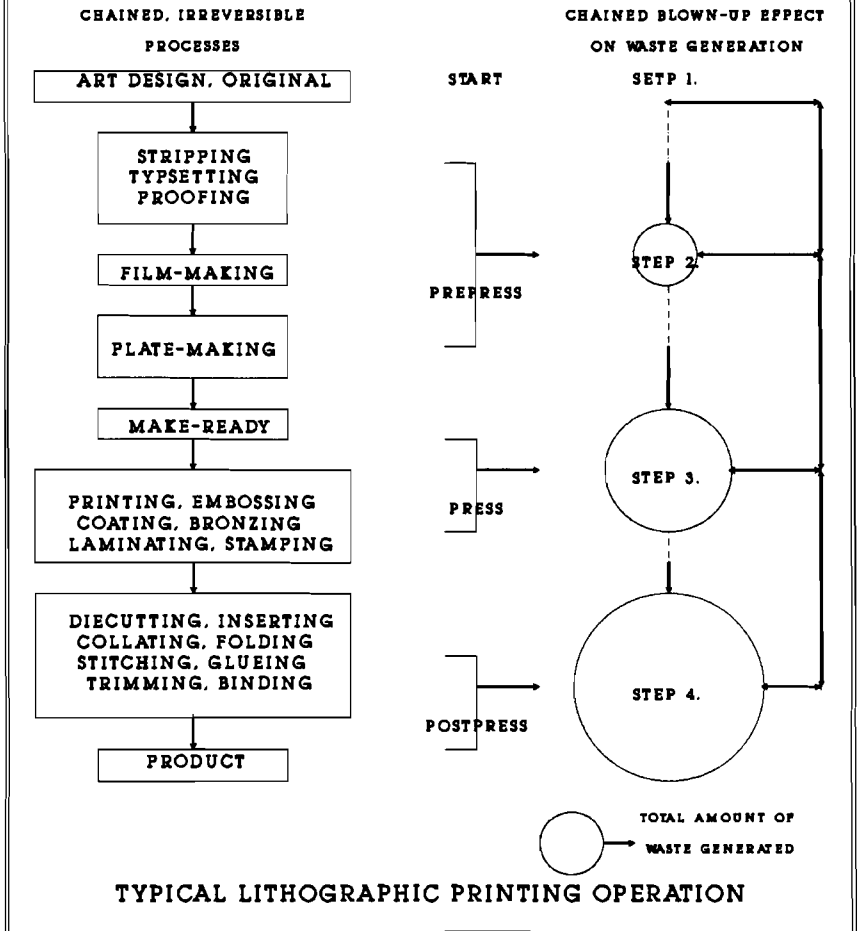 CHAINED, IRREVERSIBLE
PROCESSES
ART DESIGN, ORIGINAL
STRIPPING
TYPSETTING
PROOFING
FILM-MAKING
PLATE-MAKING
MAKE-READY
PRINTING, EMBOSSING
COATING, BRONZING
LAMINATING, STAMPING
DIECUTTING, INSERTING
COLLATING, FOLDING
STITCHING, GLUEING
TRIMMING, BINDING
PRODUCT
START
PREPRESS
PRESS
POSTPRESS
CHAINED BLOWN-UP EFFECT
ON WASTE GENERATION
SETP 1.
STEP 2.
STEP 3.
STEP 4.
TOTAL AMOUNT OF
WASTE GENERATED
TYPICAL LITHOGRAPHIC PRINTING OPERATION